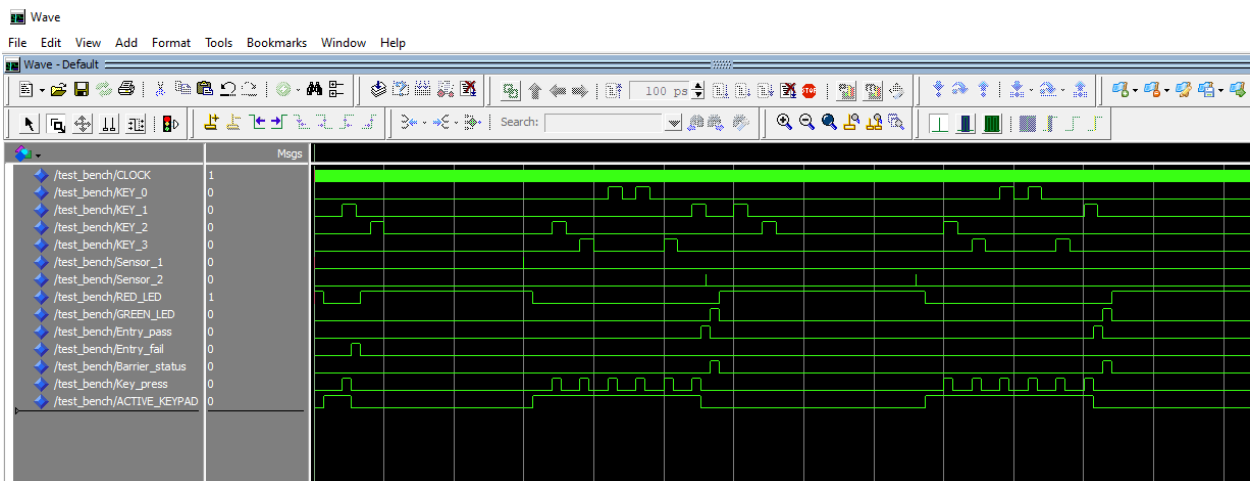 Wave
File Edit View Add Format Tools Bookmarks Window Help
Wave - Default
100 ps
STOP
Search:
Msgs
/test_bench/CLOCK 1
/test_bench/KEY_0 0
/test_bench/KEY_1 0
/test_bench/KEY_2 0
/test_bench/KEY_3 0
/test_bench/Sensor_1 0
/test_bench/Sensor_2 0
/test_bench/RED_LED 1
/test_bench/GREEN_LED 0
/test_bench/Entry_pass 0
/test_bench/Entry_fail 0
/test_bench/Barrier_status 0
/test_bench/Key_press 0
/test_bench/ACTIVE_KEYPAD 0